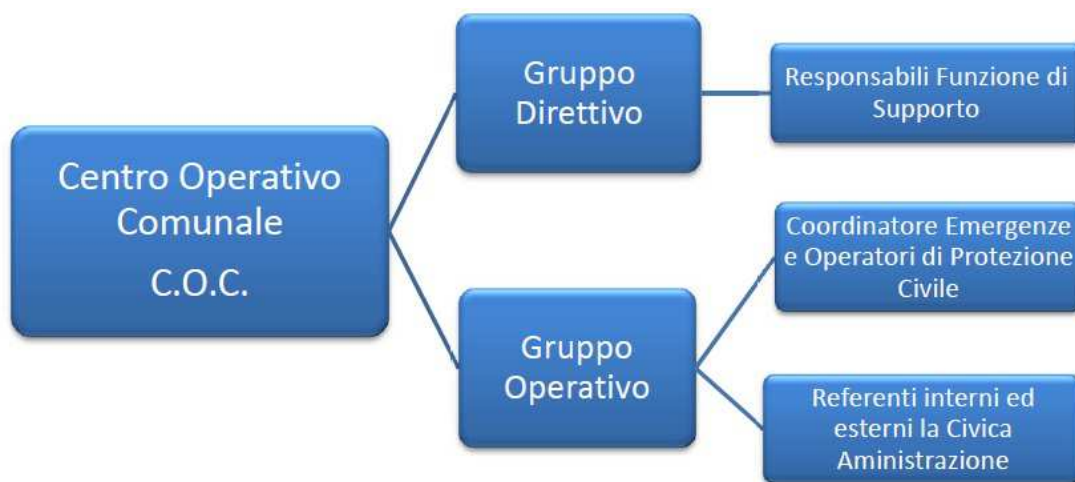 Centro Operativo
Comunale
C.O.C.
Gruppo
Direttivo
Responsabili Funzione di
Supporto
Gruppo
Operativo
Coordinatore Emergenze
e Operatori di Protezione
Civile
Referenti interni ed
esterni la Civica
Aministrazione